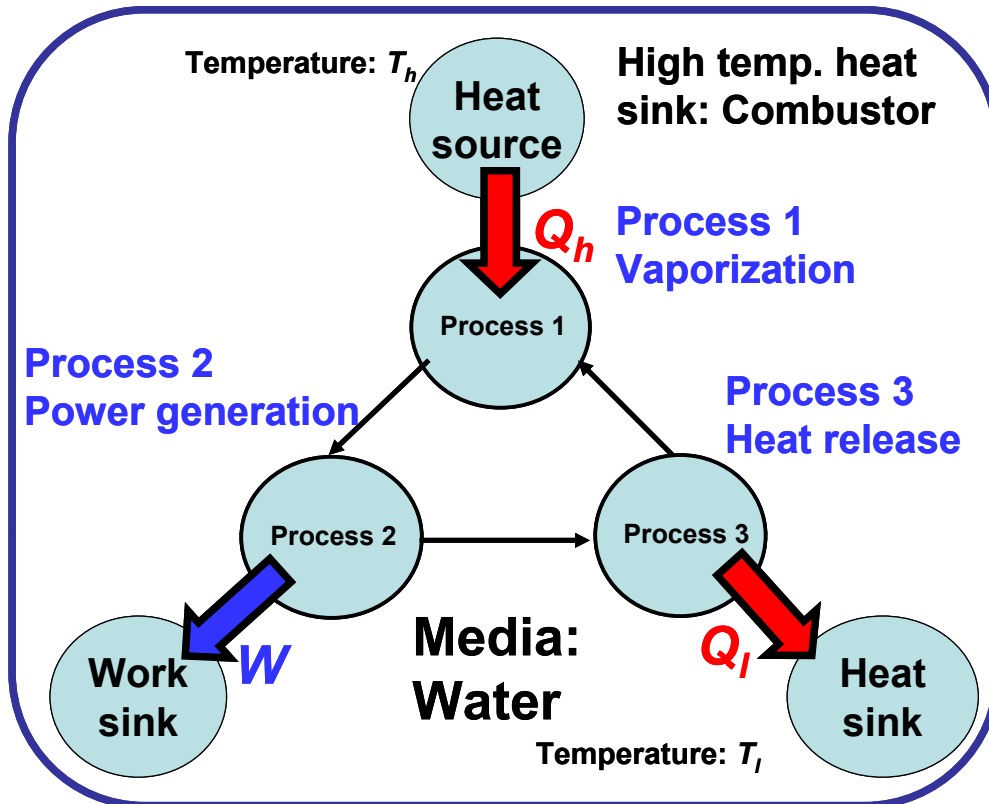 Temperature: Th
High temp. heat
sink: Combustor
Heat
source
Qh
Process 1
Vaporization
Process 1
Process 2
Power generation
Process 3
Heat release
Process 2
Process 3
W
Media:
Water
Ql
Work
sink
Heat
sink
Temperature: Tl